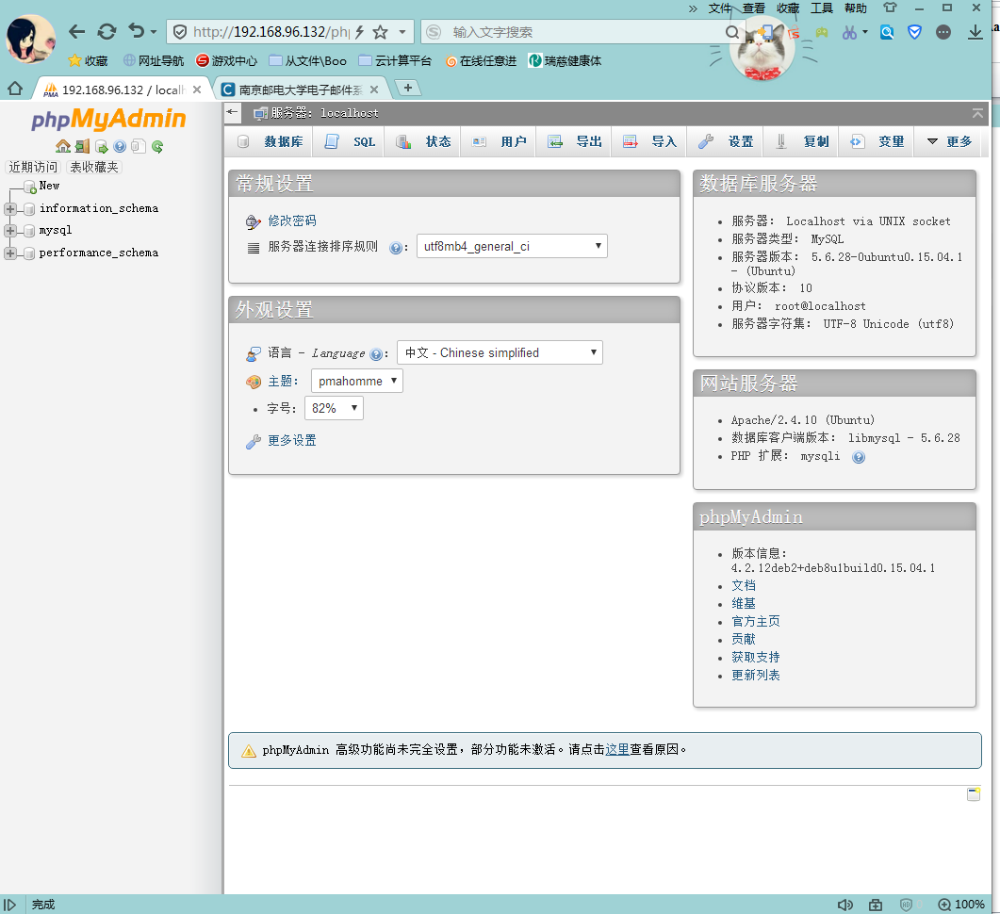 » 文件 查看 收藏 工具 帮助
http://192.168.96.132/ph 输入文字搜索
收藏 网址导航 游戏中心 从文件\Boo 云计算平台 在线任意进 瑞慈健康体
192.168.96.132 / local 南京邮电大学电子邮件系
phpMyAdmin
近期访问 表收藏夹
New
information_schema
mysql
performance_schema
服务器: localhost
数据库 SQL 状态 用户 导出 导入 设置 复制 变量 更多
常规设置
修改密码
服务器连接排序规则 : utf8mb4_general_ci
外观设置
语言 - Language : 中文 - Chinese simplified
主题: pmahomme
字号: 82%
更多设置
数据库服务器
服务器: Localhost via UNIX socket
服务器类型: MySQL
服务器版本: 5.6.28-0ubuntu0.15.04.1
- (Ubuntu)
协议版本: 10
用户: root@localhost
服务器字符集: UTF-8 Unicode (utf8)
网站服务器
Apache/2.4.10 (Ubuntu)
数据库客户端版本: libmysql - 5.6.28
PHP 扩展: mysqli
phpMyAdmin
版本信息:
4.2.12deb2+deb8u1build0.15.04.1
文档
维基
官方主页
贡献
获取支持
更新列表
phpMyAdmin 高级功能尚未完全设置，部分功能未激活。请点击这里查看原因。
完成 100%